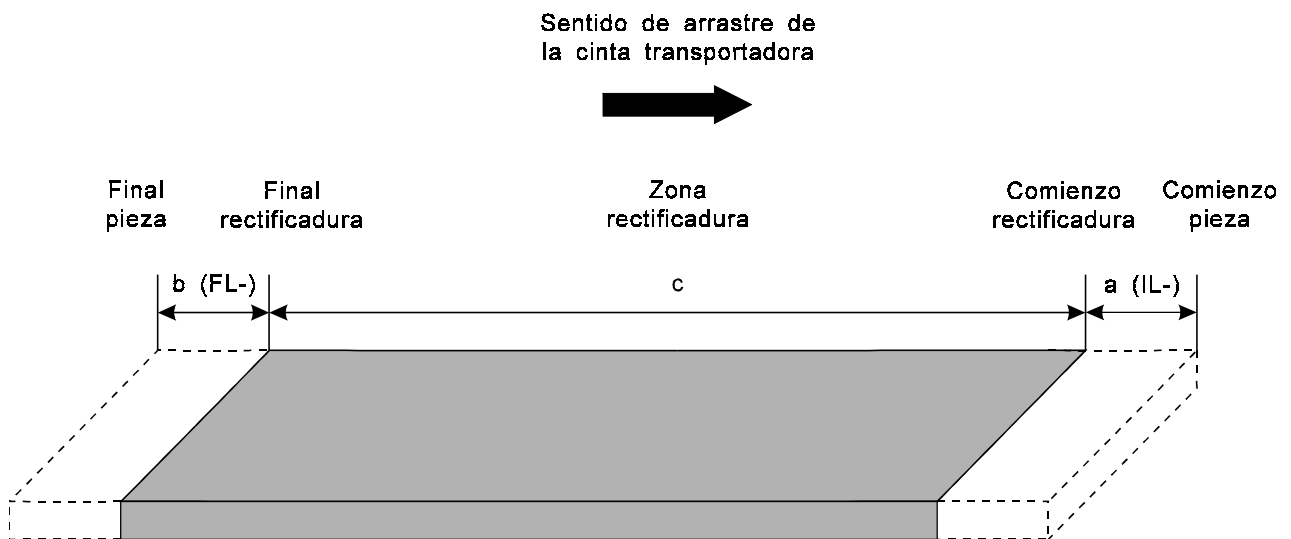 Sentido de arrastre de
la cinta transportadora
Final
pieza
Final
rectificadura
Zona
rectificadura
Comienzo
rectificadura
Comienzo
pieza
b (FL-)
c
a (IL-)